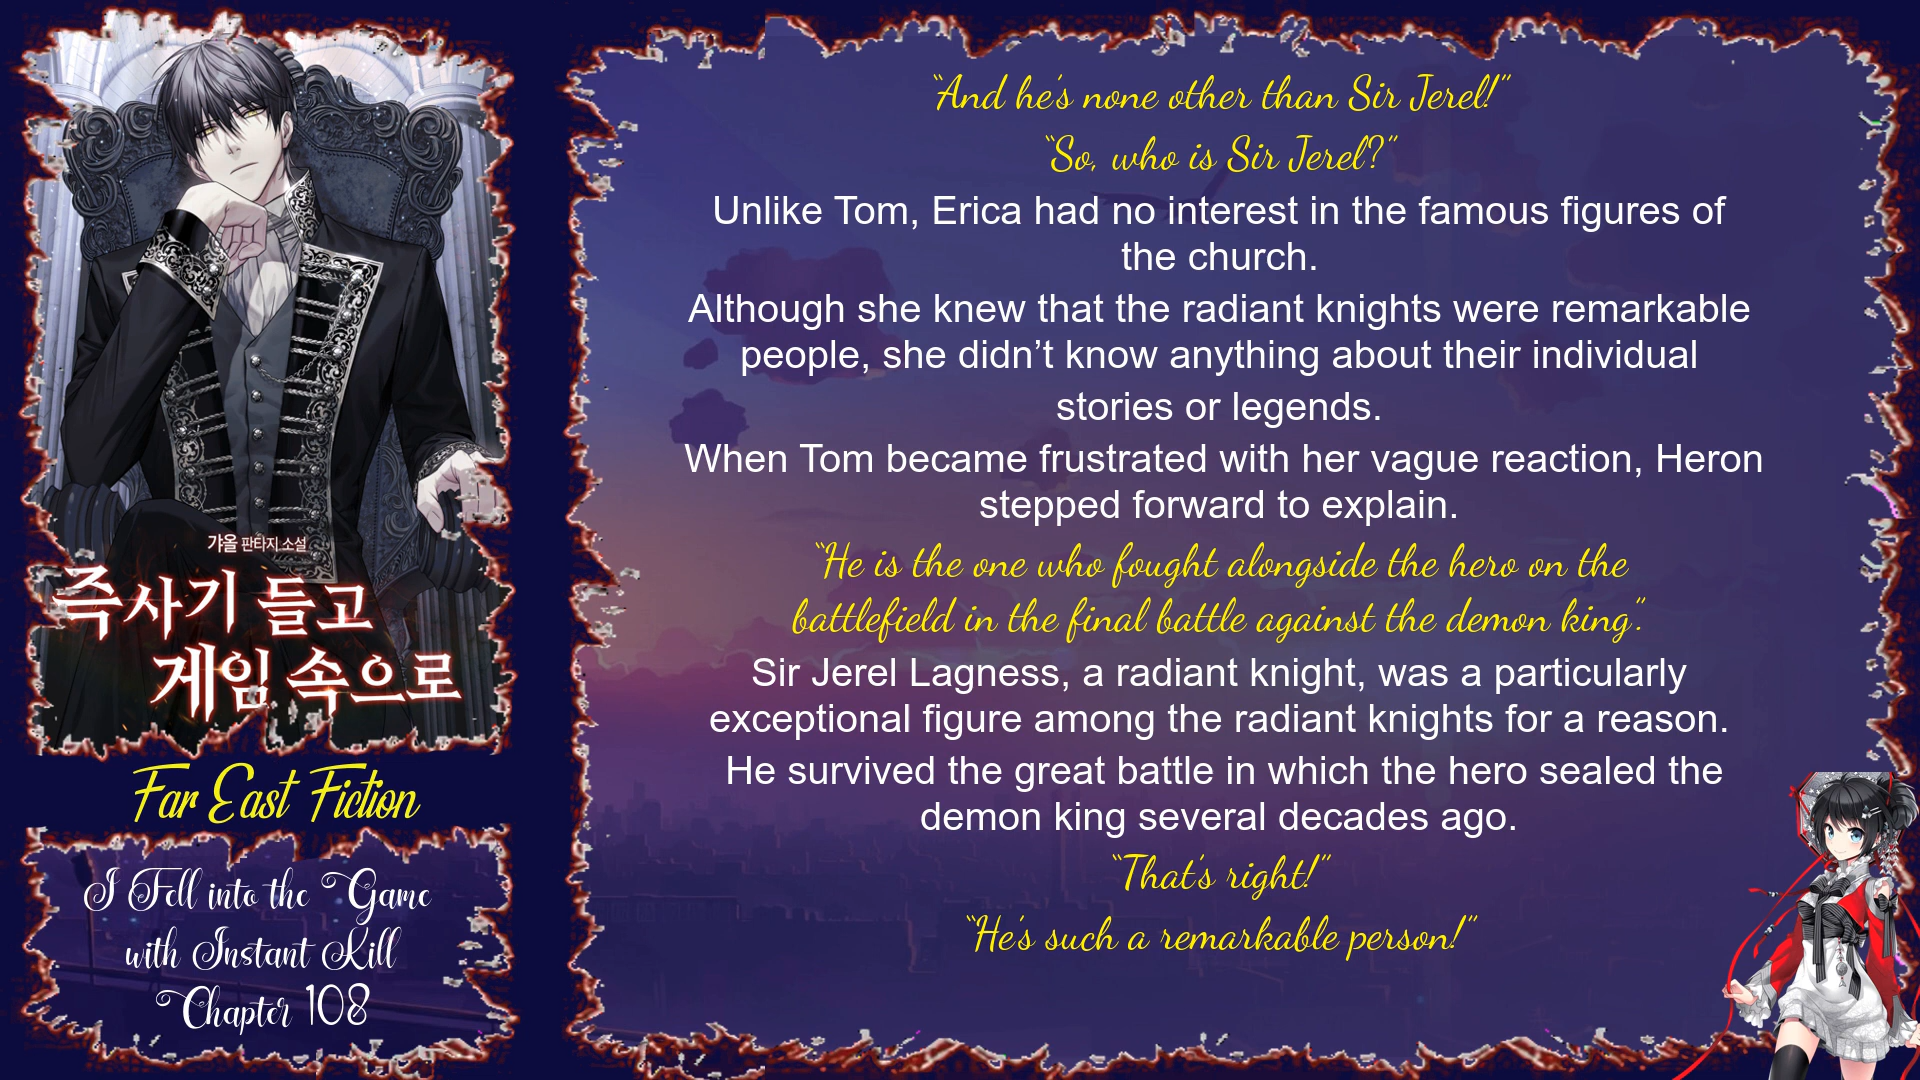 갸올 판타지 소설
즉사기 들고
게임 속으로
Far East Fiction
I Fell into the Game
with Instant Kill
Chapter 108
“And he’s none other than Sir Jerel!”
“So, who is Sir Jerel?”
Unlike Tom, Erica had no interest in the famous figures of
the church.
Although she knew that the radiant knights were remarkable
people, she didn’t know anything about their individual
stories or legends.
When Tom became frustrated with her vague reaction, Heron
stepped forward to explain.
“He is the one who fought alongside the hero on the
battlefield in the final battle against the demon king”.
Sir Jerel Lagness, a radiant knight, was a particularly
exceptional figure among the radiant knights for a reason.
He survived the great battle in which the hero sealed the
demon king several decades ago.
“That’s right!”
“He’s such a remarkable person!”